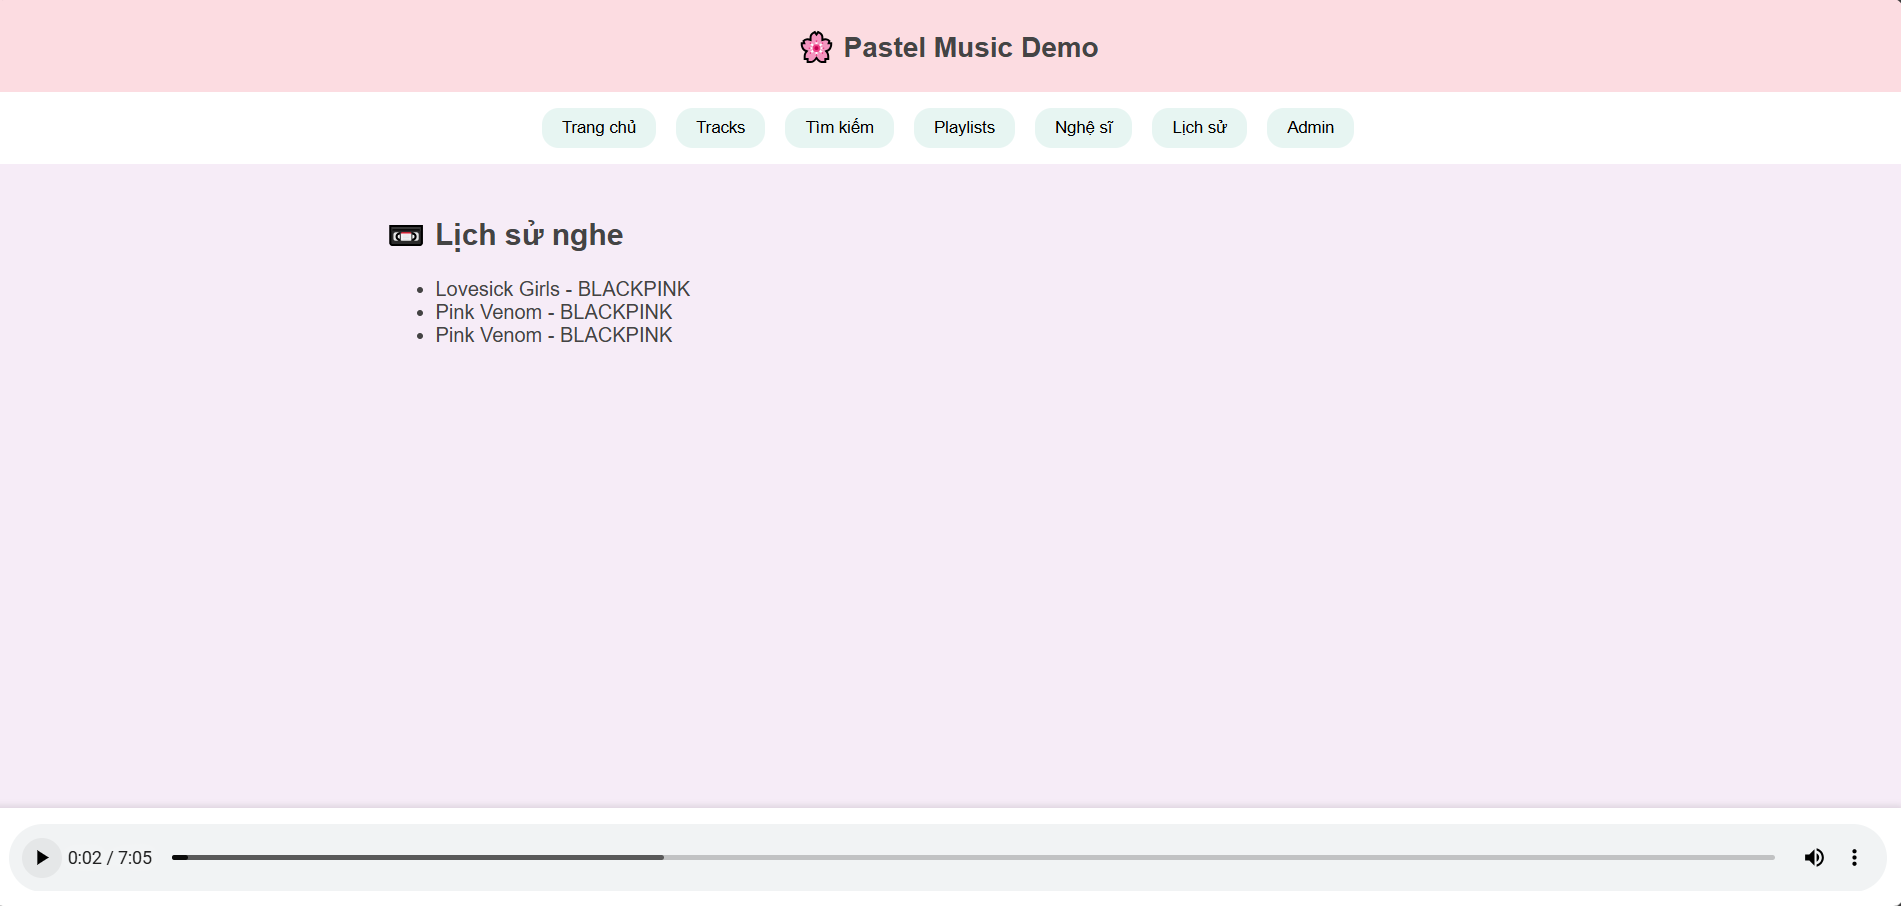 🌸 Pastel Music Demo
Trang chủ Tracks Tìm kiếm Playlists Nghệ sĩ Lịch sử Admin
📼 Lịch sử nghe
• Lovesick Girls - BLACKPINK
• Pink Venom - BLACKPINK
• Pink Venom - BLACKPINK
0:02 / 7:05